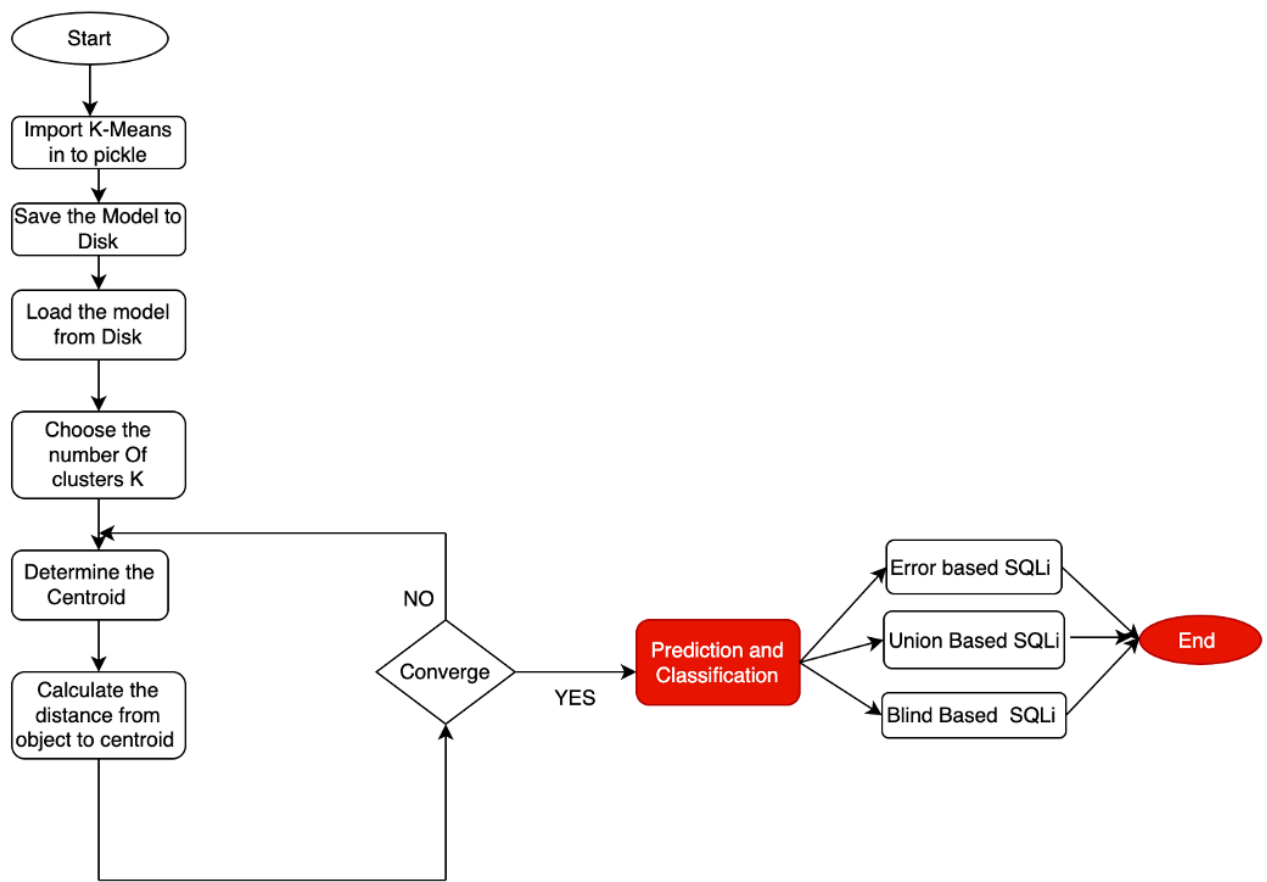 Start
Import K-Means
in to pickle
Save the Model to
Disk
Load the model
from Disk
Choose the
number Of
clusters K
Determine the
Centroid
Calculate the
distance from
object to centroid
NO
Converge
YES
Prediction and
Classification
Error based SQLi
Union Based SQLi
Blind Based SQLi
End